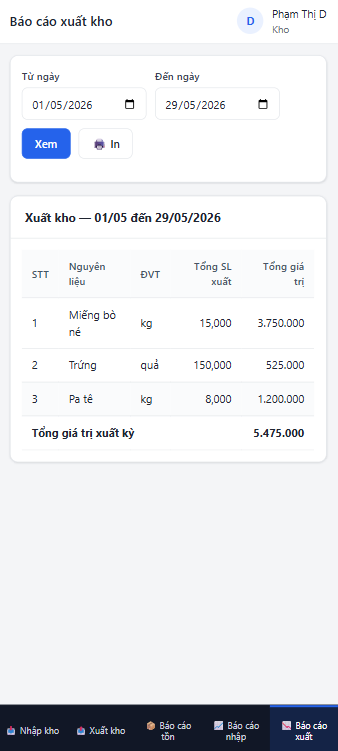 Báo cáo xuất kho
D
Phạm Thị D
Kho
Từ ngày
Đến ngày
01/05/2026
29/05/2026
Xem
In
Xuất kho — 01/05 đến 29/05/2026
STT Nguyên liệu ĐVT Tổng SL xuất Tổng giá trị
1 Miếng bò né kg 15,000 3.750.000
2 Trứng quả 150,000 525.000
3 Pa tê kg 8,000 1.200.000
Tổng giá trị xuất kỳ 5.475.000
Nhập kho
Xuất kho
Báo cáo tồn
Báo cáo nhập
Báo cáo xuất